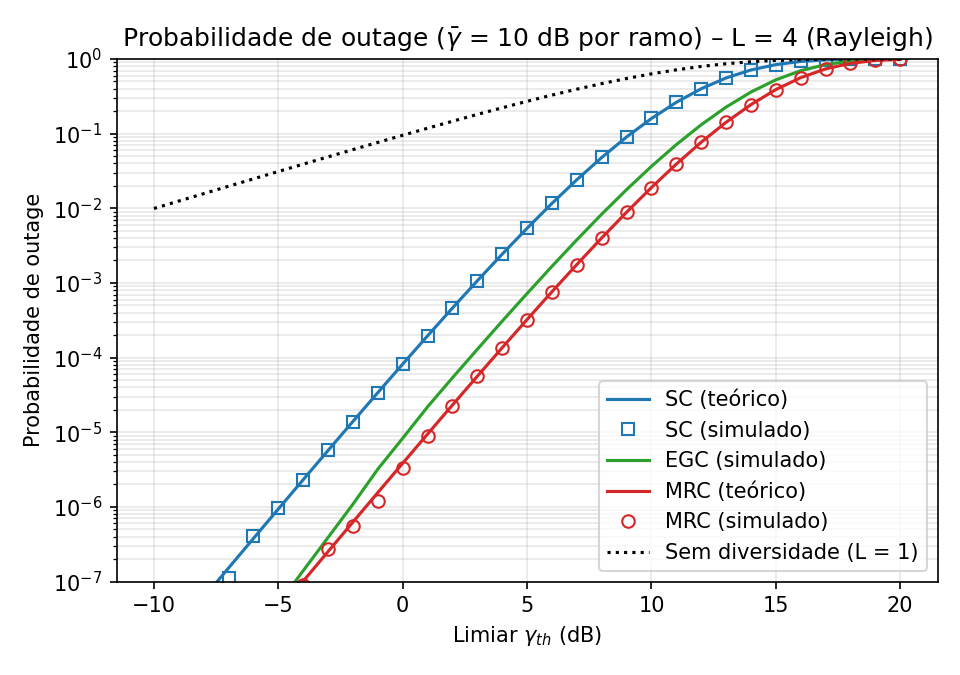 Probabilidade de outage (γ̄ = 10 dB por ramo) – L = 4 (Rayleigh)
Probabilidade de outage
10⁰
10⁻¹
10⁻²
10⁻³
10⁻⁴
10⁻⁵
10⁻⁶
10⁻⁷
SC (teórico)
SC (simulado)
EGC (simulado)
MRC (teórico)
MRC (simulado)
Sem diversidade (L = 1)
−10 −5 0 5 10 15 20
Limiar γ_th (dB)